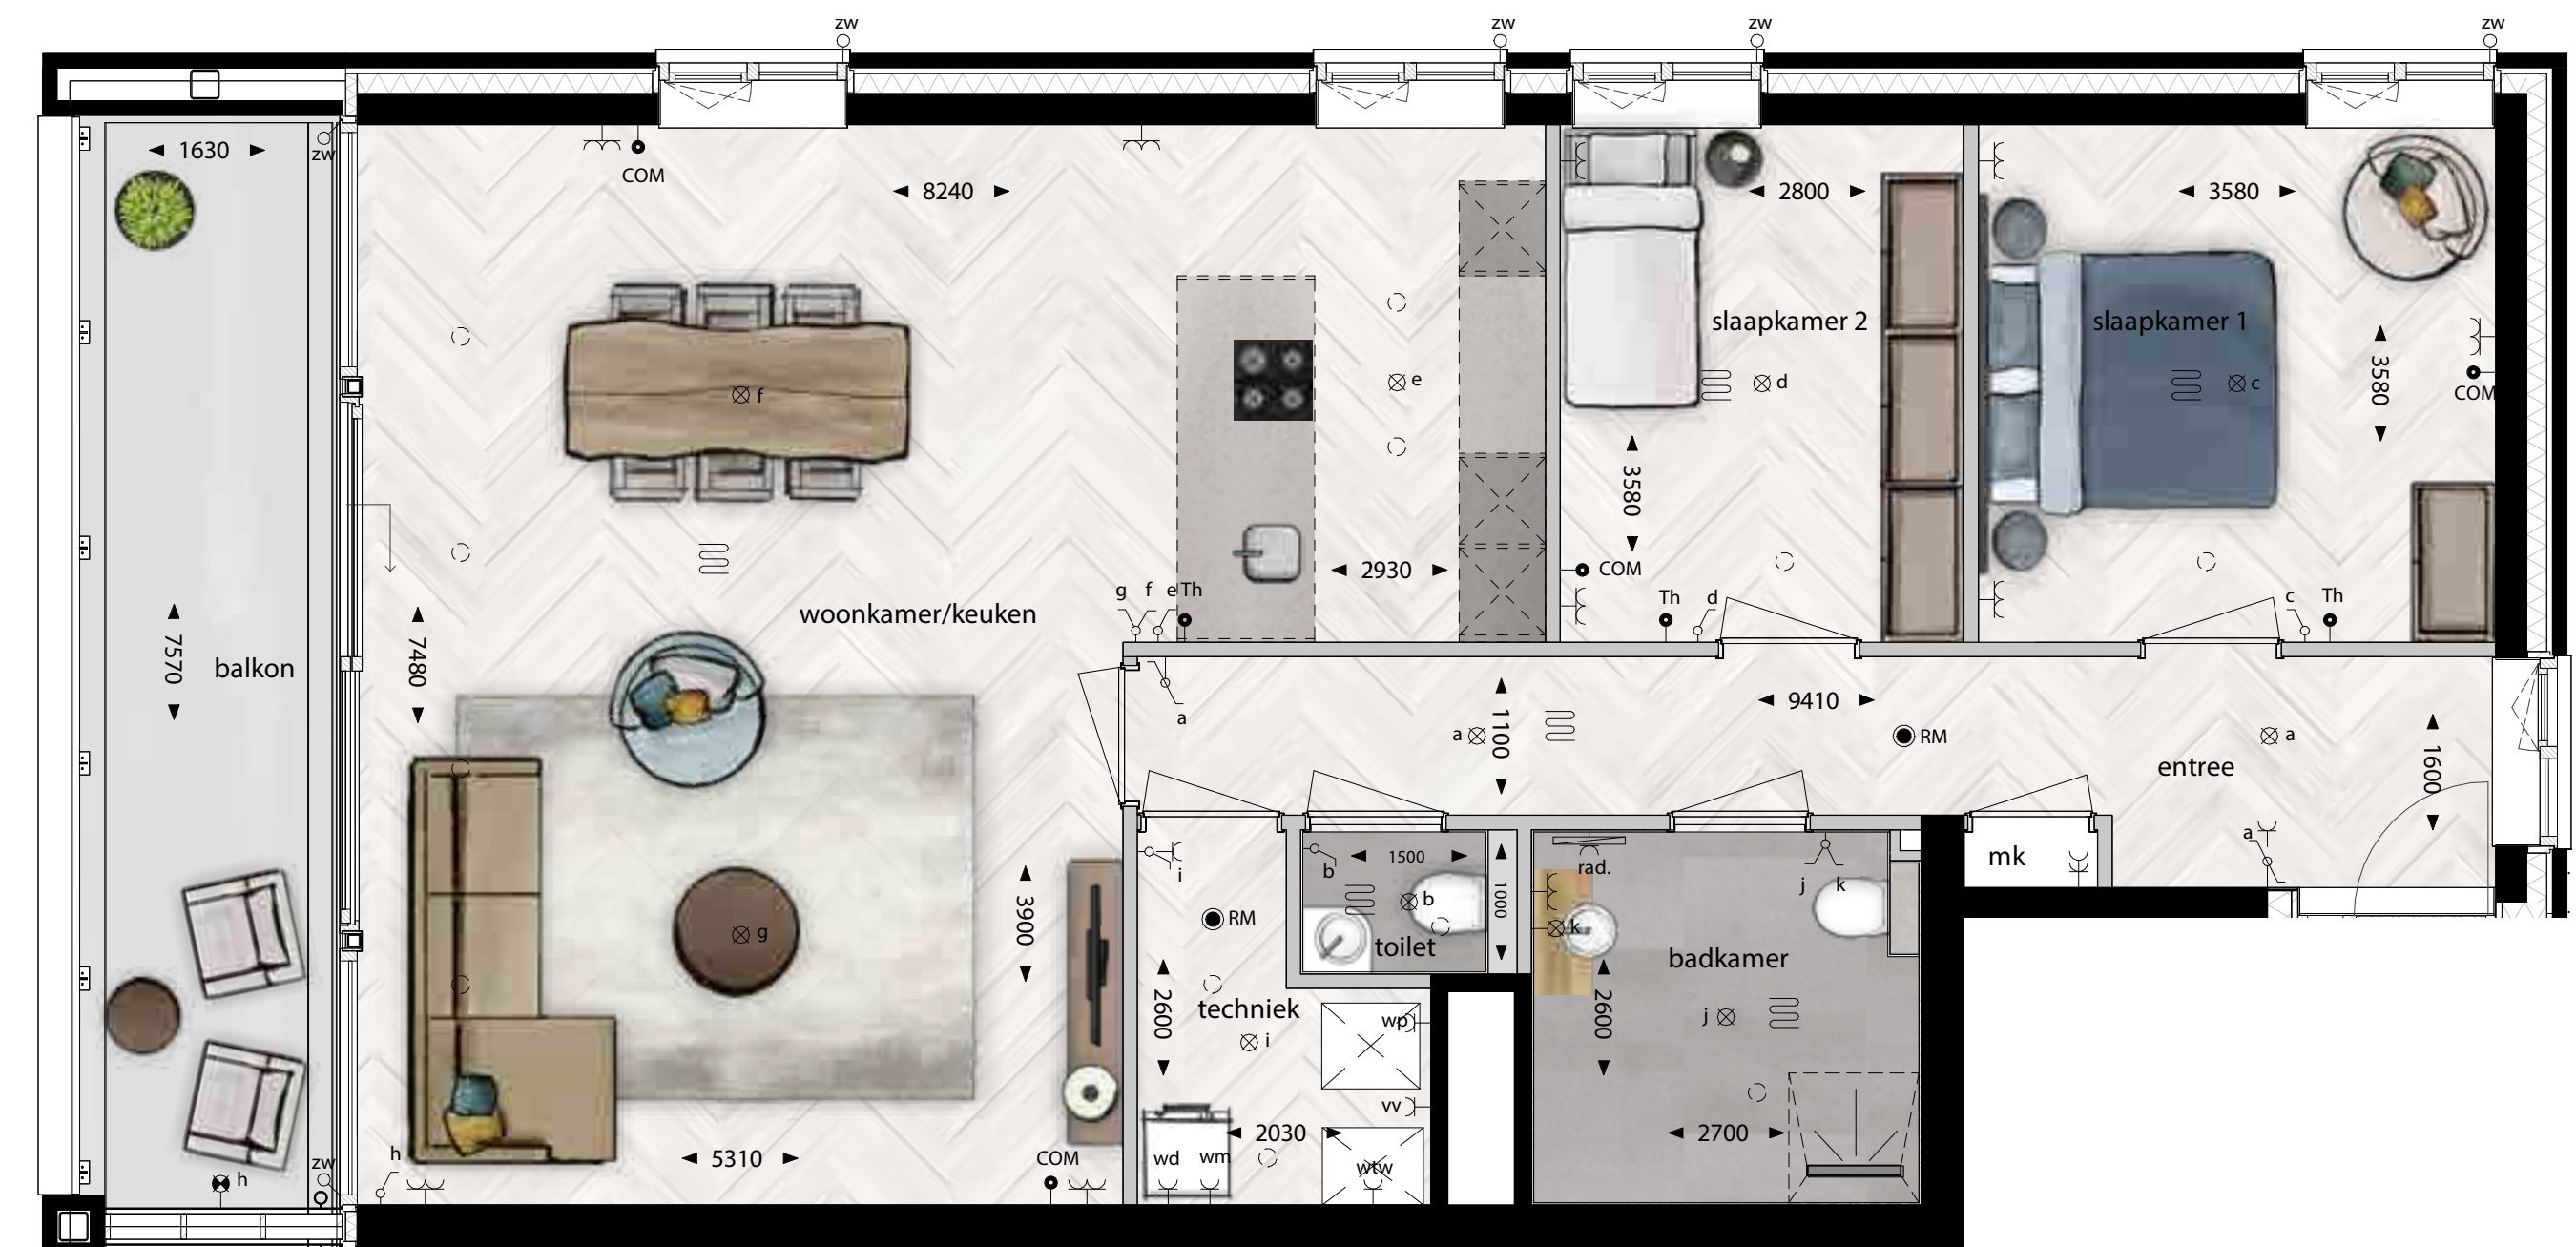 zw
zw
zw
zw
1630
zw
COM
8240
2800
3580
slaapkamer 2
slaapkamer 1
f
e
d
c
3580
COM
3580
2930
COM
g f e Th
Th d
c Th
woonkamer/keuken
7570
balkon
7480
a
a
1100
9410
RM
a
entree
1600
a
i
b
1500
b
1000
rad.
j k
mk
3900
RM
toilet
k
badkamer
g
2600
techniek
i
wp
2600
j
vv
5310
COM
2030
wd
wm
wtw
2700
h
zw
h